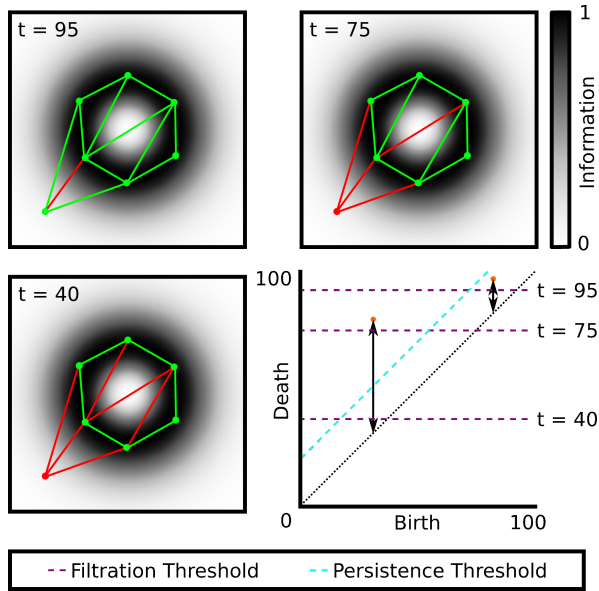 t = 95
t = 75
1
Information
0
t = 40
100
Death
t = 95
t = 75
t = 40
0
Birth
100
Filtration Threshold
Persistence Threshold